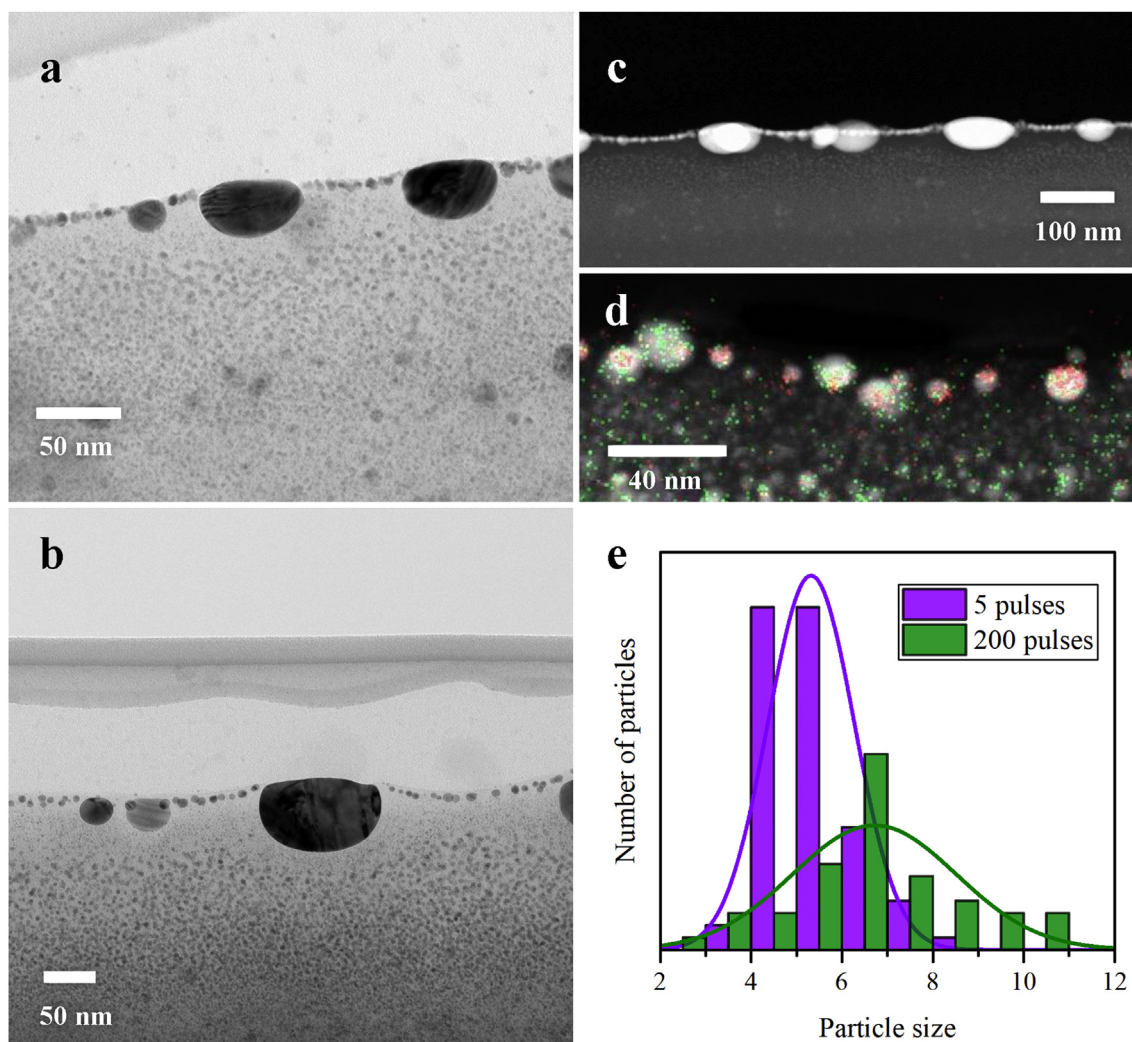 a
50 nm
b
50 nm
c
100 nm
d
40 nm
e
5 pulses
200 pulses
Number of particles
2 4 6 8 10 12
Particle size